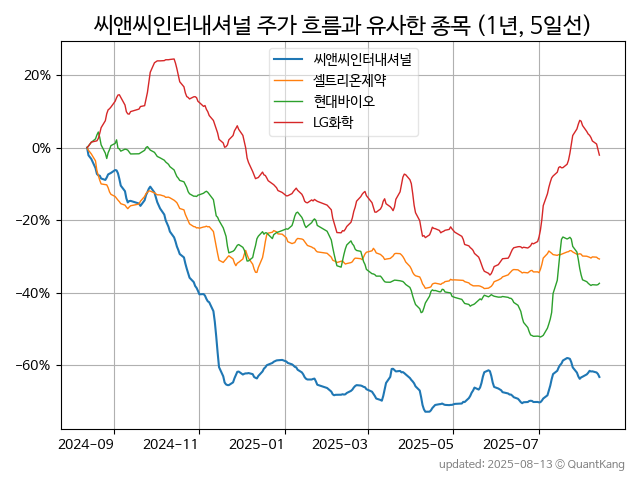 씨앤씨인터내셔널 주가 흐름과 유사한 종목 (1년, 5일선)
씨앤씨인터내셔널
셀트리온제약
현대바이오
LG화학
20%
0%
−20%
−40%
−60%
2024-09 2024-11 2025-01 2025-03 2025-05 2025-07
updated: 2025-08-13 © QuantKang